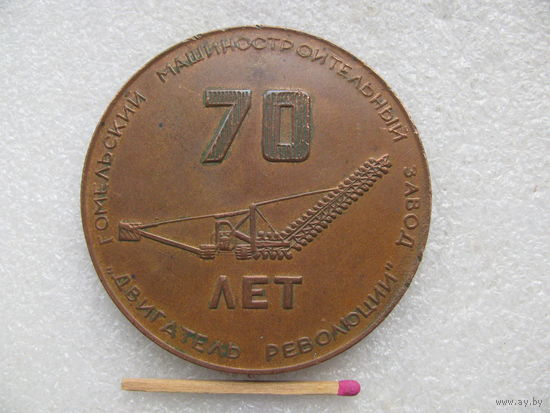 ГОМЕЛЬСКИЙ МАШИНОСТРОИТЕЛЬНЫЙ ЗАВОД
„ДВИГАТЕЛЬ РЕВОЛЮЦИИ"
70
ЛЕТ
www.ay.by